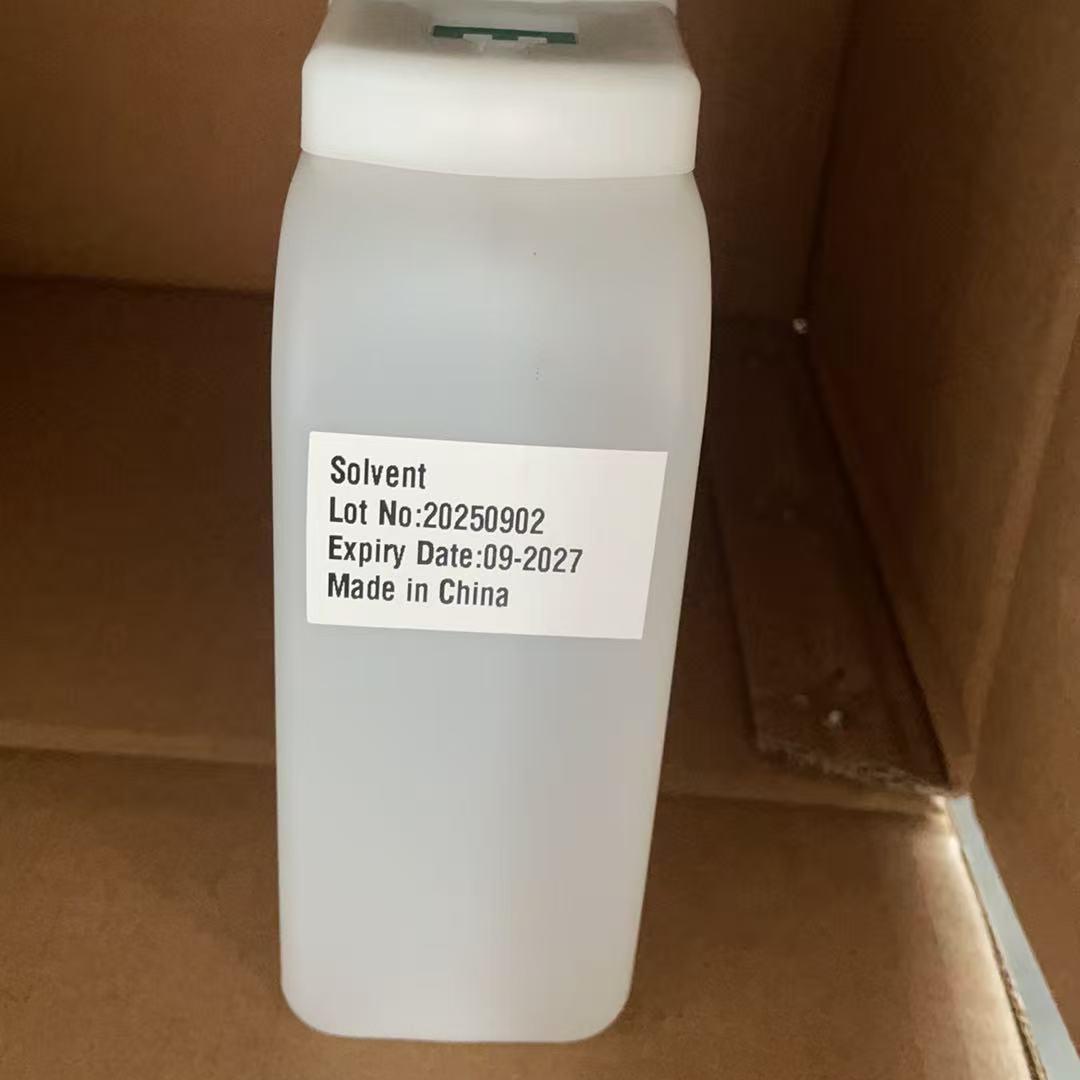 Solvent
Lot No:20250902
Expiry Date:09-2027
Made in China